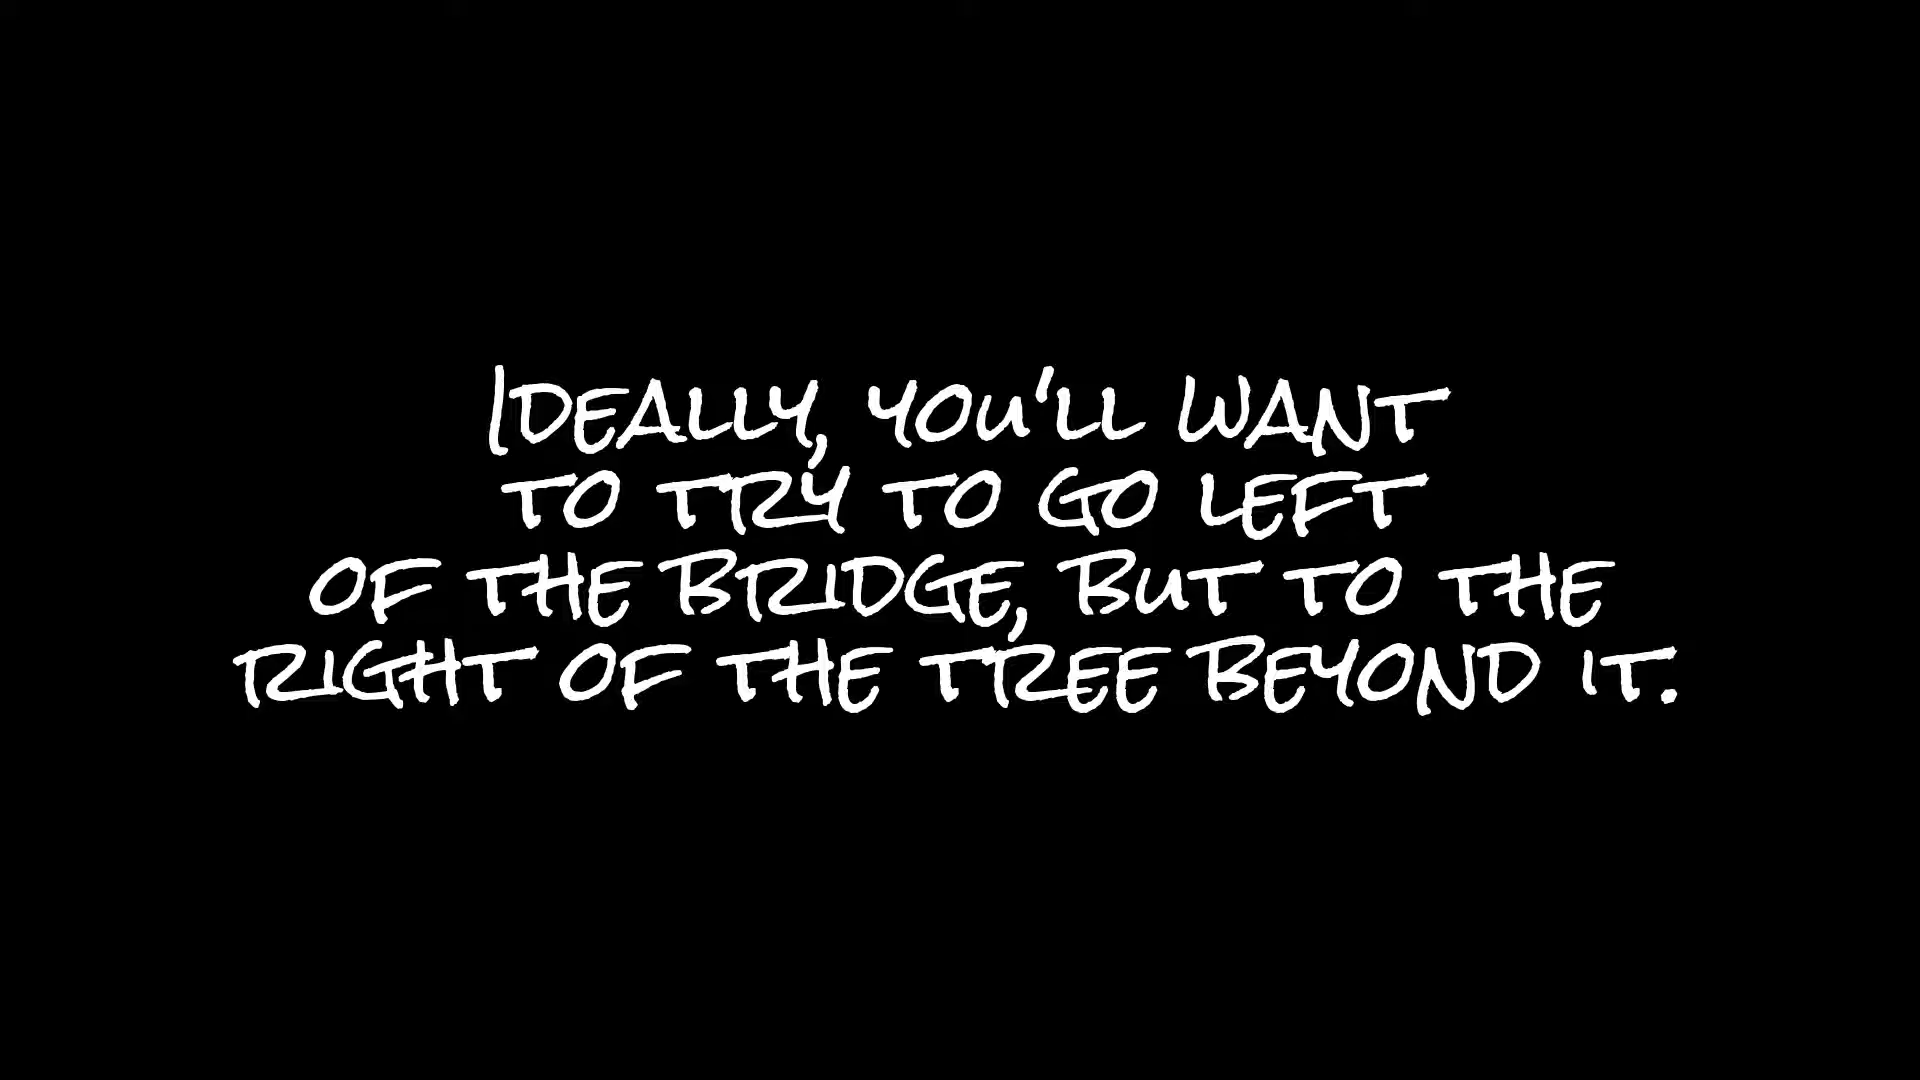 Ideally, you'll want
to try to go left
of the bridge, but to the
right of the tree beyond it.